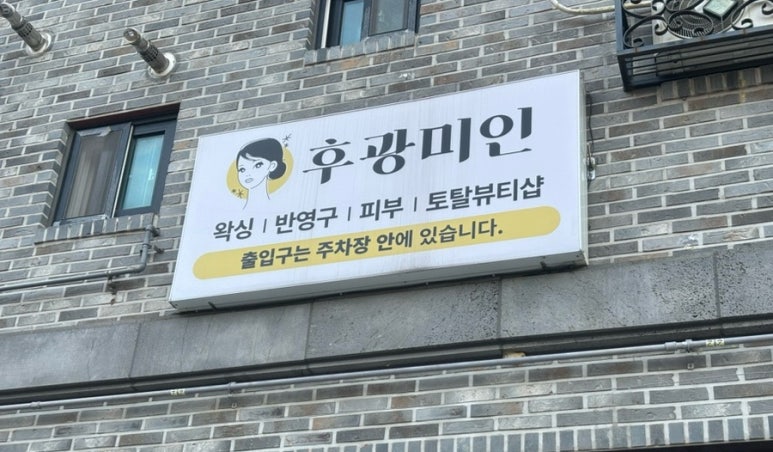 후광미인
왁싱 | 반영구 | 피부 | 토탈뷰티샵
출입구는 주차장 안에 있습니다.